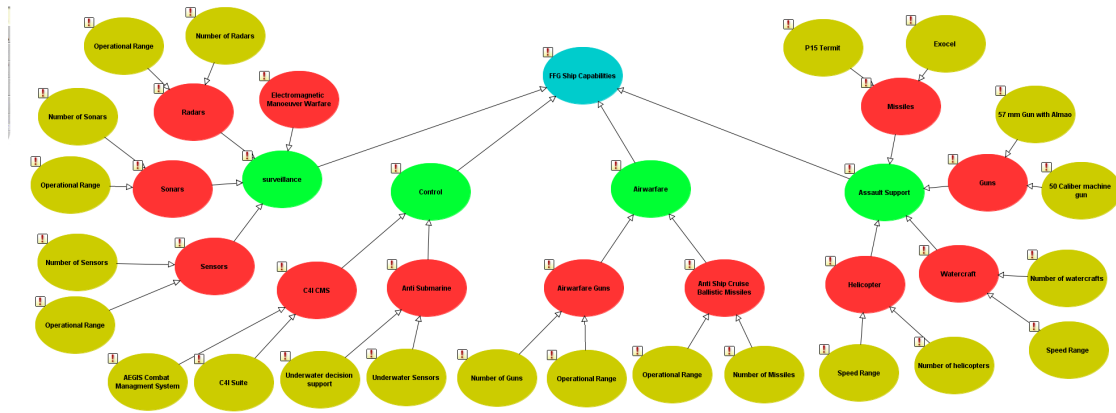 Operational Range
Number of Radars
FFG Ship Capabilities
P15 Termit
Exocel
Radars
Electromagnetic
Manoeuver Warfare
Missiles
Number of Sonars
57 mm Gun with Almao
Operational Range
Sonars
surveillance
Control
Airwarfare
Assault Support
Guns
50 Caliber machine
gun
Number of Sensors
Sensors
C4I CMS
Anti Submarine
Airwarfare Guns
Anti Ship Cruise
Ballistic Missiles
Helicopter
Watercraft
Number of watercrafts
Operational Range
AEGIS Combat
Managment System
C4I Suite
Underwater decision
support
Underwater Sensors
Number of Guns
Operational Range
Operational Range
Number of Missiles
Speed Range
Number of helicopters
Speed Range